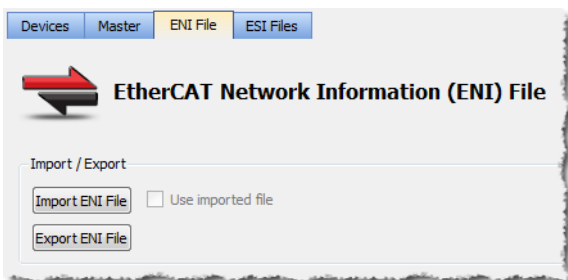 Devices Master ENI File ESI Files
EtherCAT Network Information (ENI) File
Import / Export
Import ENI File Use imported file
Export ENI File